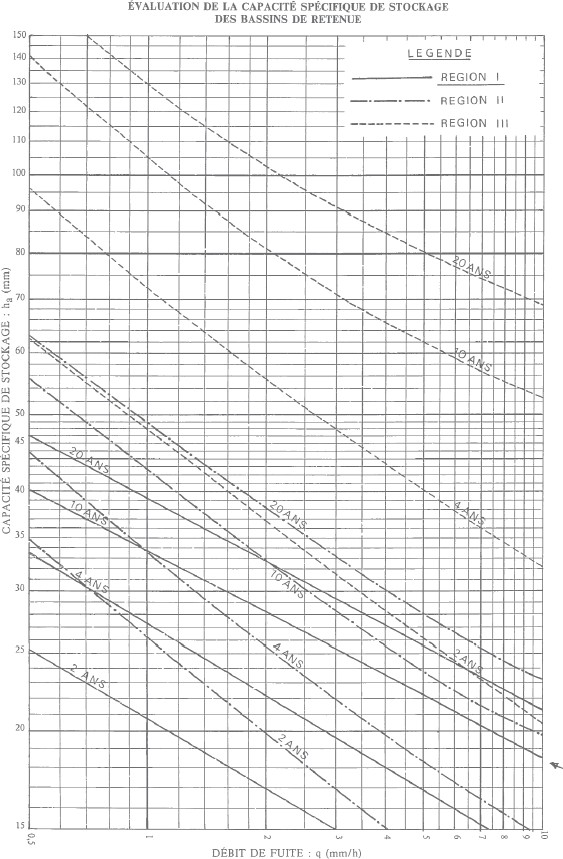 ÉVALUATION DE LA CAPACITÉ SPÉCIFIQUE DE STOCKAGE
DES BASSINS DE RETENUE
LEGENDE
REGION I
REGION II
REGION III
CAPACITÉ SPÉCIFIQUE DE STOCKAGE : ha (mm)
150
140
130
120
110
100
90
80
70
60
50
45
40
35
30
25
20
15
20 ANS
10 ANS
4 ANS
20 ANS
10 ANS
4 ANS
2 ANS
20 ANS
10 ANS
2 ANS
4 ANS
2 ANS
0,5
1
2
3
4
5
6
7
8
9
10
DÉBIT DE FUITE : q (mm/h)